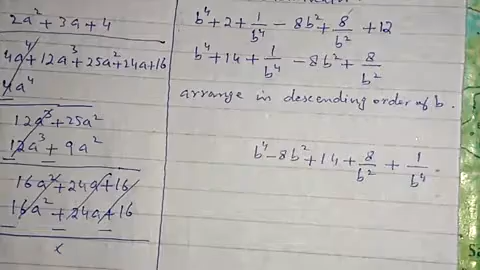 2a² + 3a + 4
4a⁴ + 12a³ + 25a² + 24a + 16
4a⁴
12a³ + 25a²
12a³ + 9a²
16a² + 24a + 16
16a² + 24a + 16
x
b⁴ + 2 + 1/b⁴ - 8b² + 8/b² + 12
b⁴ + 14 + 1/b⁴ - 8b² + 8/b²
arrange in descending order of b.
b⁴ - 8b² + 14 + 8/b² + 1/b⁴.